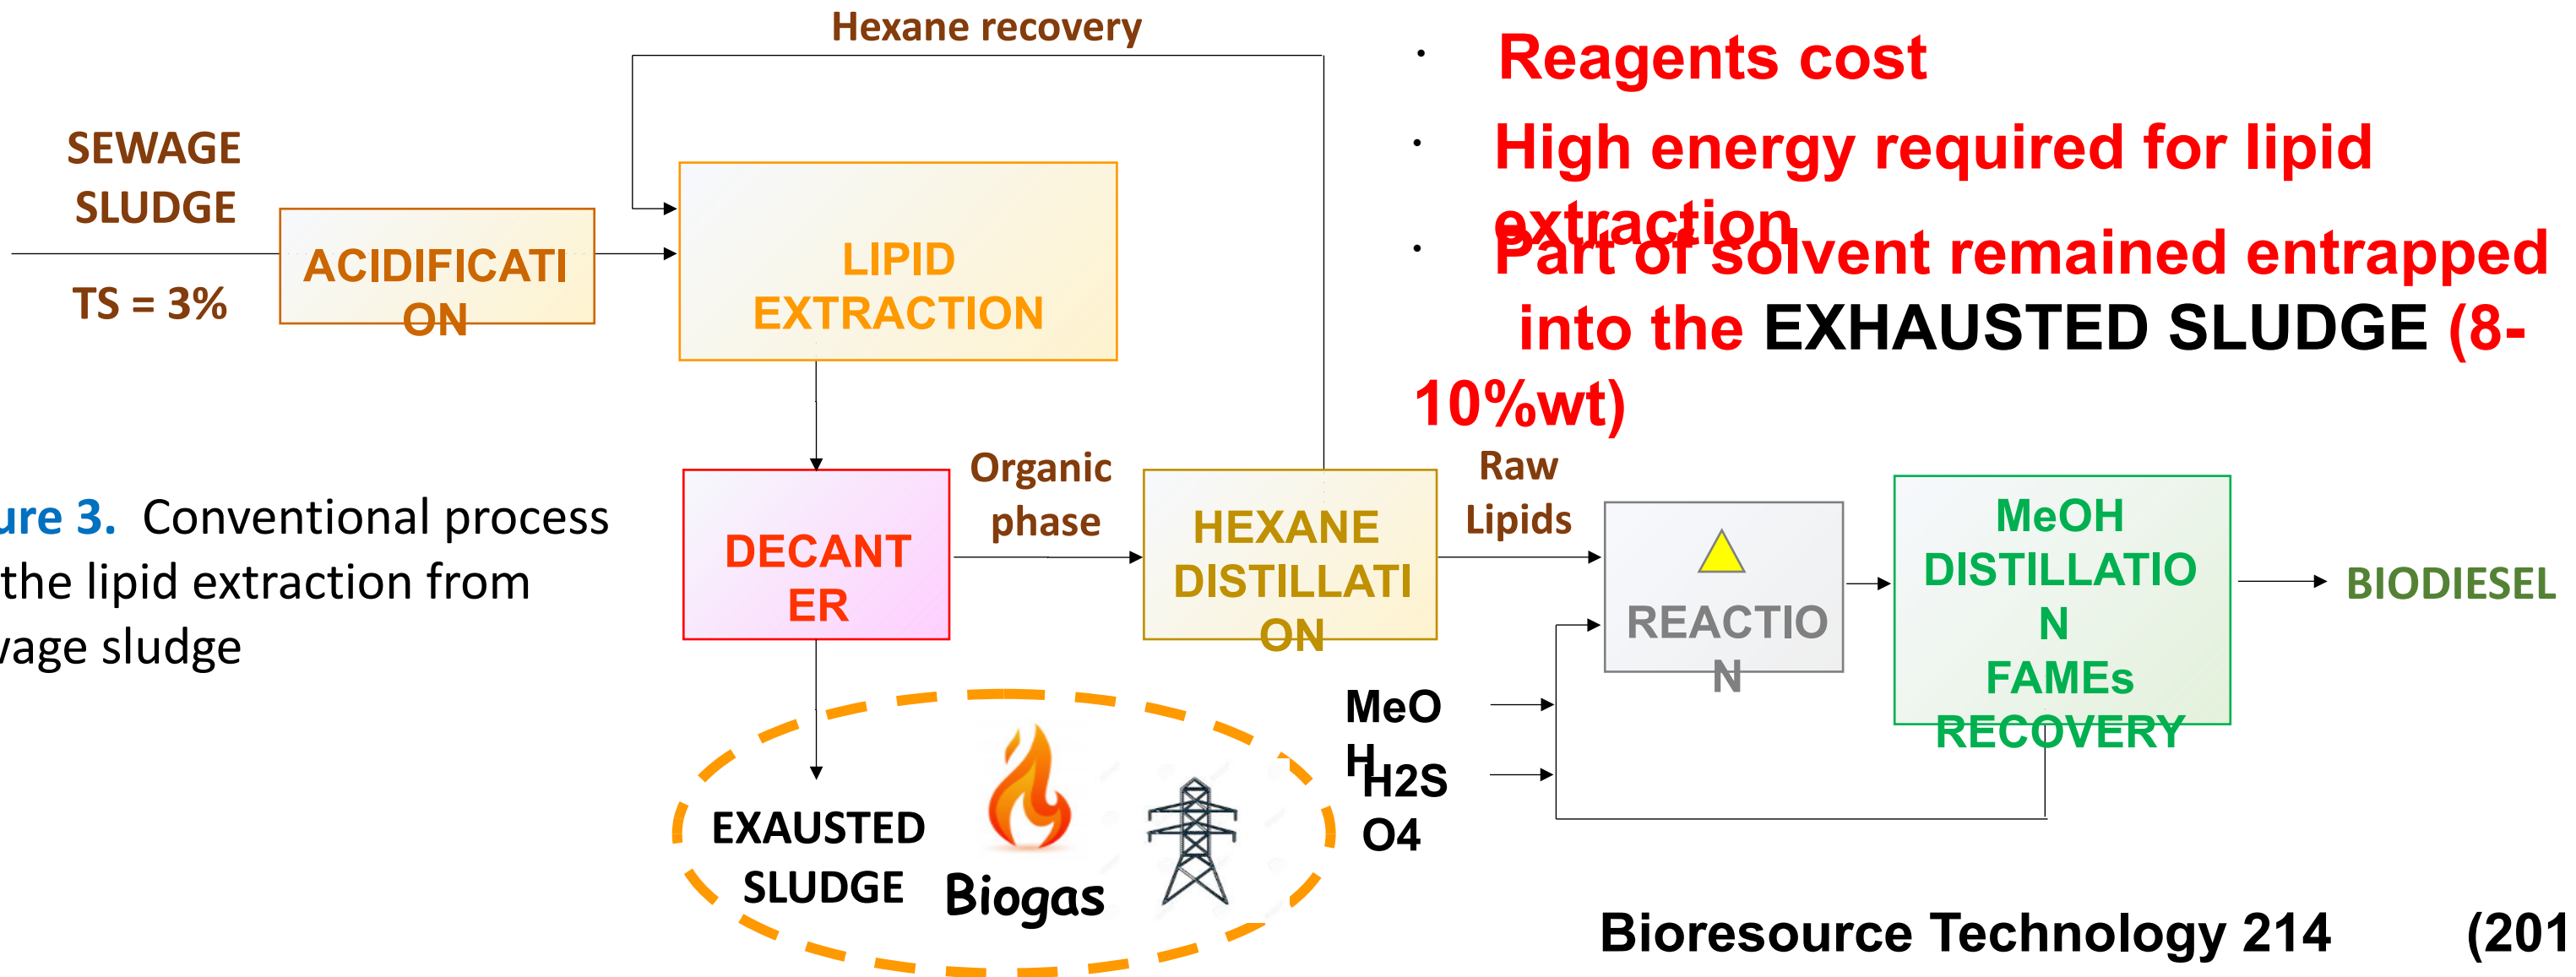 Hexane recovery
SEWAGE
SLUDGE
TS = 3%
ACIDIFICATI
ON
LIPID
EXTRACTION
· Reagents cost
· High energy required for lipid
extraction
· Part of solvent remained entrapped
into the EXHAUSTED SLUDGE (8-
10%wt)
ure 3. Conventional process
the lipid extraction from
wage sludge
DECANT
ER
Organic
phase
HEXANE
DISTILLATI
ON
Raw
Lipids
REACTIO
N
MeOH
DISTILLATIO
N
FAMEs
RECOVERY
BIODIESEL
MeO
H
H2S
O4
EXAUSTED
SLUDGE
Biogas
Bioresource Technology 214 (201